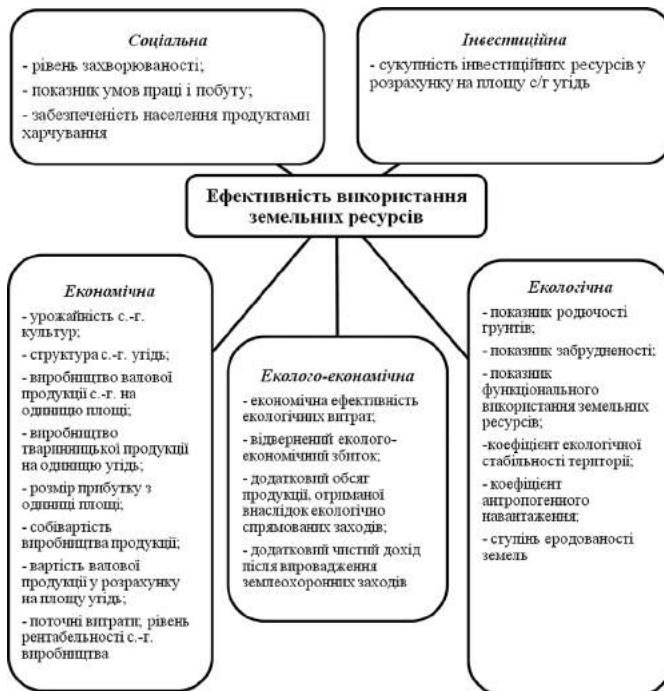 Соціальна
- рівень захворюваності;
- показник умов праці і побуту;
- забезпеченість населення продуктами
харчування
Інвестиційна
- сукупність інвестиційних ресурсів у
розрахунку на площу с/г угідь
Ефективність використання
земельних ресурсів
Економічна
- урожайність с.-г.
культур;
- структура с.-г. угідь;
- виробництво валової
продукції с.-г. на
одиницю площі;
- виробництво
тваринницької продукції
на одиницю угідь;
- розмір прибутку з
одиниці площі;
- собівартість
виробництва продукції;
- вартість валової
продукції у розрахунку
на площу угідь;
- поточні витрати; рівень
рентабельності с.-г.
виробництва
Еколого-економічна
- економічна ефективність
екологічних витрат;
- відвернений еколого-
економічний збиток;
- додатковий обсяг
продукції, отриманої
внаслідок екологічно
спрямованих заходів;
- додатковий чистий дохід
після впровадження
землеохоронних заходів
Екологічна
- показник родючості
ґрунтів;
- показник забрудненості;
- показник
функціонального
використання земельних
ресурсів;
-коефіцієнт екологічної
стабільності території;
- коефіцієнт
антропогенного
навантаження;
- ступінь еродованості
земель